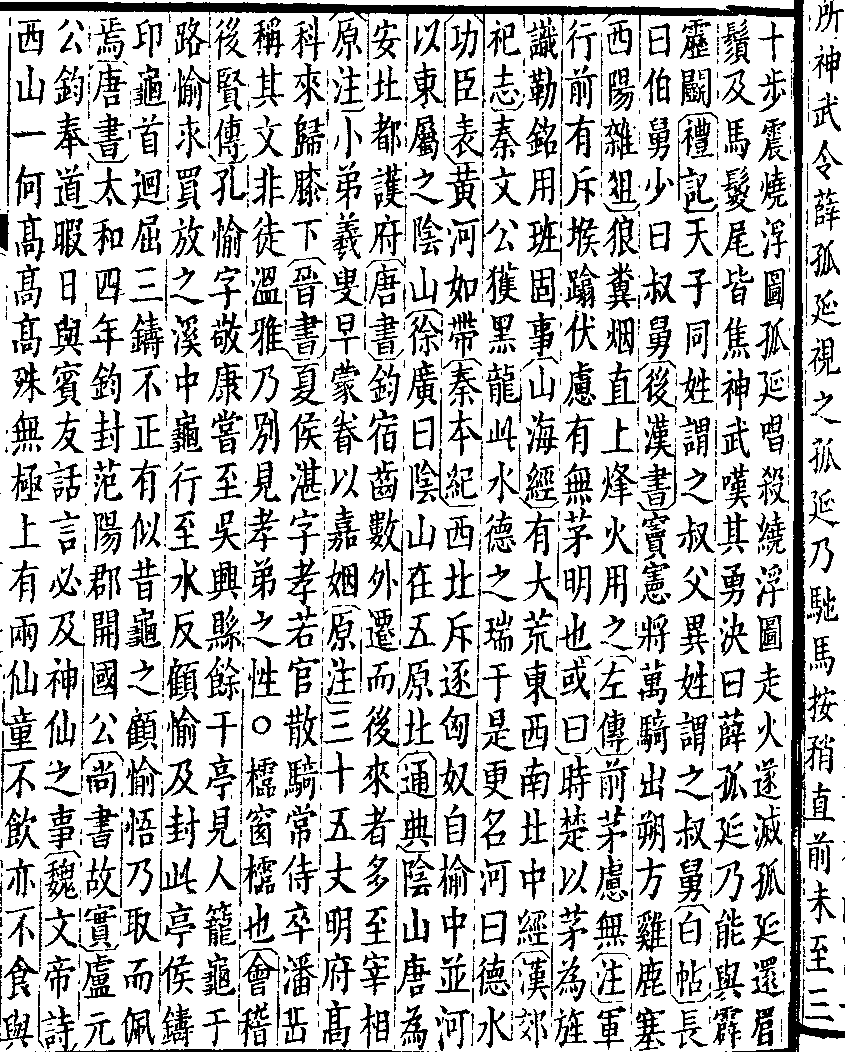 所神武令薛孤延視之孤延乃馳馬按矟直前未至三
十步震燒浮圖孤延唱殺繞浮圖走火遂滅孤延還眉
鬚及馬鬉尾皆焦神武嘆其勇決曰薛孤延乃能與霹
靂鬬禮記天子同姓謂之叔父異姓謂之叔舅白帖長
曰伯舅少曰叔舅後漢書竇憲將萬騎出朔方雞鹿塞
西陽雜俎狼糞烟直上烽火用之左傳前茅慮無注軍
行前有斥堠蹹伏慮有無茅明也或曰時楚以茅為旌
識勒銘用班固事山海經有大荒東西南北中經漢郊
祀志秦文公獲黑龍此水德之瑞于是更名河曰德水
功臣表黃河如帶秦本紀西北斥逐匈奴自榆中並河
以東屬之陰山徐廣曰陰山在五原北通典陰山唐為
安北都護府唐書鈞宿齒數外遷而後來者多至宰相
原注小弟羲叟早蒙眷以嘉姻原注三十五丈明府髙
科來歸膝下晉書夏侯湛字孝若官散騎常侍卒潘岳
稱其文非徒溫雅乃別見孝弟之性○櫺窗櫺也會稽
後賢傳孔愉字敬康嘗至吳興縣餘干亭見人籠龜于
路愉求買放之溪中龜行至水反顧愉及封此亭侯鑄
印龜首迴屈三鑄不正有似昔龜之顧愉悟乃取而佩
焉唐書太和四年鈞封范陽郡開國公尚書故實盧元
公鈞奉道暇日與賓友話言必及神仙之事魏文帝詩
西山一何髙髙髙殊無極上有兩仙童不飲亦不食與